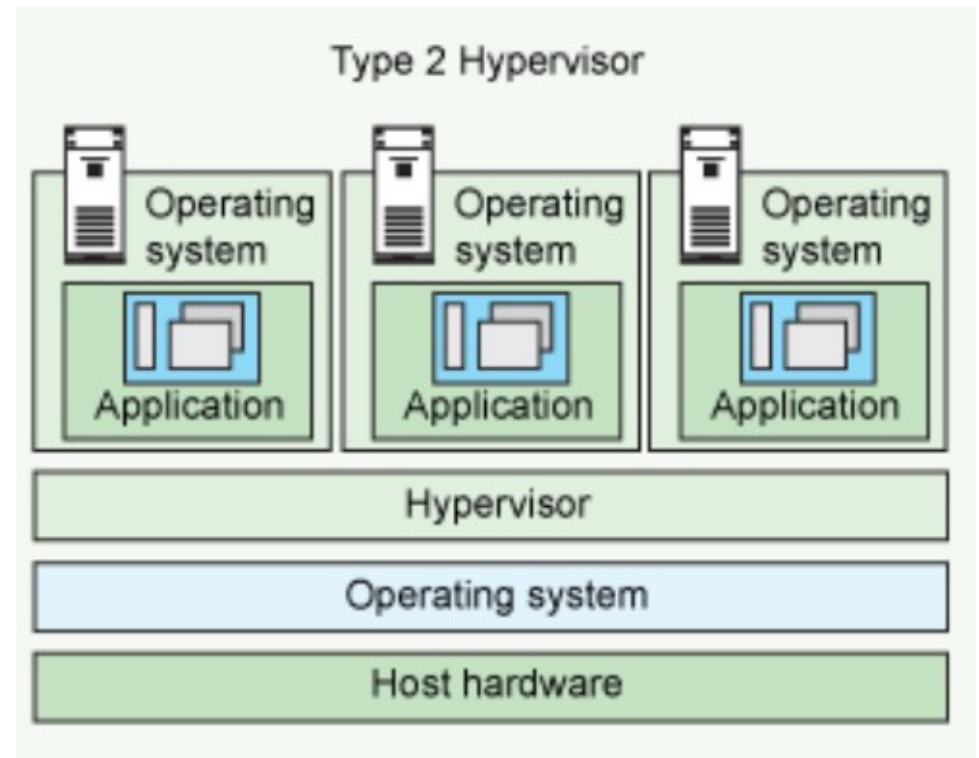 Type 2 Hypervisor
Operating
system
Application
Operating
system
Application
Operating
system
Application
Hypervisor
Operating system
Host hardware